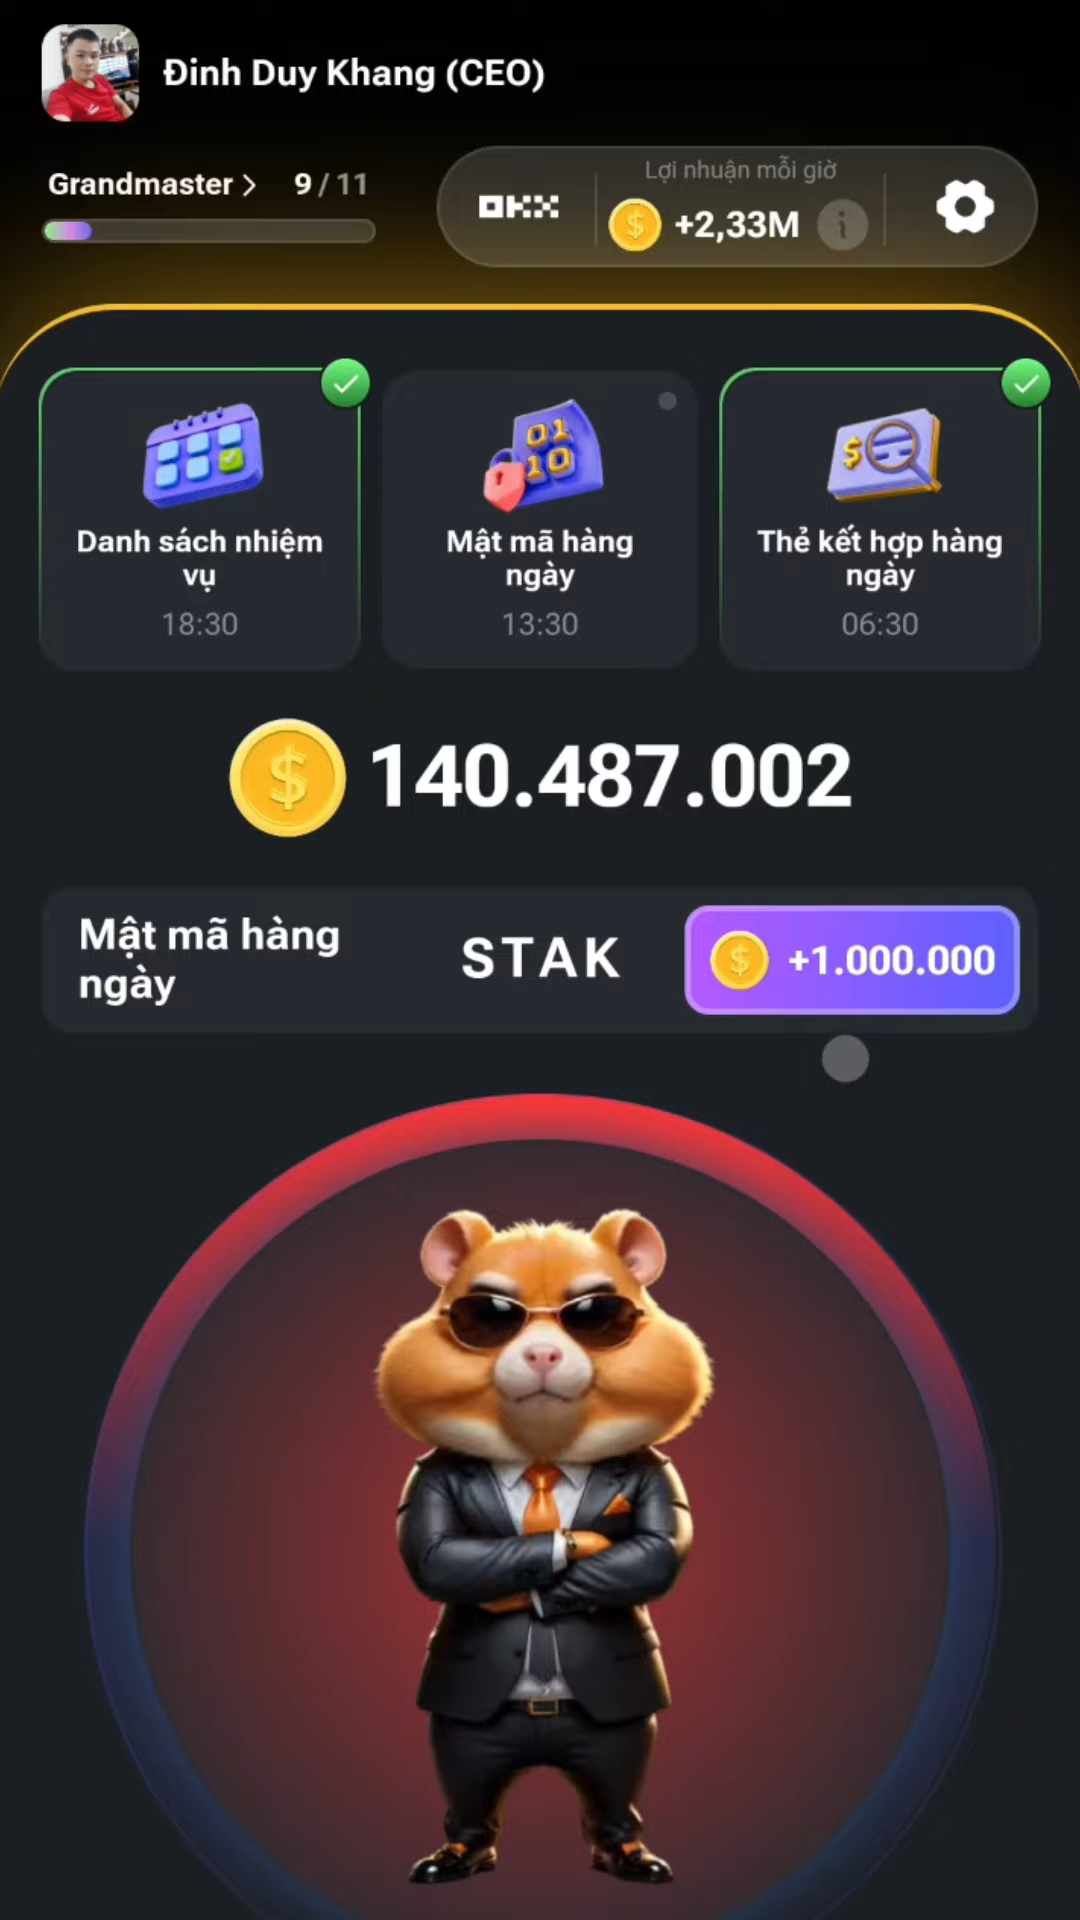 Đinh Duy Khang (CEO)
Grandmaster > 9 / 11
OKX
Lợi nhuận mỗi giờ
+2,33M
Danh sách nhiệm
vụ
18:30
Mật mã hàng
ngày
13:30
Thẻ kết hợp hàng
ngày
06:30
140.487.002
Mật mã hàng
ngày
STAK
+1.000.000